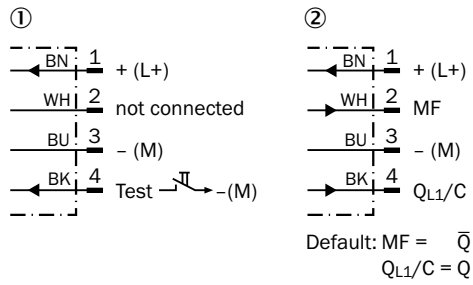 ① ②
BN 1 + (L+) BN 1 + (L+)
WH 2 not connected WH 2 MF
BU 3 – (M) BU 3 – (M)
BK 4 Test –(M) BK 4 QL1/C
Default: MF = Q̅
QL1/C = Q